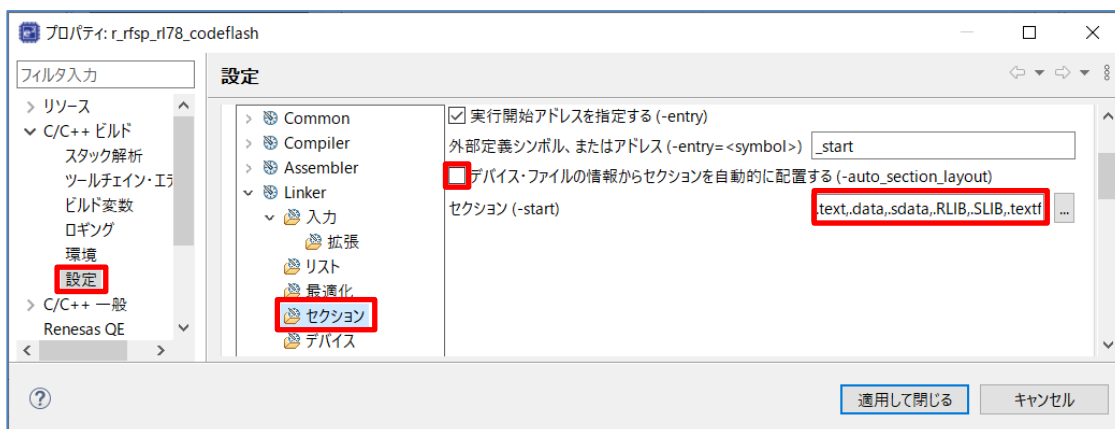 プロパティ: r_rfsp_rl78_codeflash
フィルタ入力
リソース
C/C++ ビルド
スタック解析
ツールチェイン・エデ
ビルド変数
ロギング
環境
設定
C/C++ 一般
Renesas QE
設定
Common
Compiler
Assembler
Linker
入力
拡張
リスト
最適化
セクション
デバイス
実行開始アドレスを指定する (-entry)
外部定義シンボル、またはアドレス (-entry=<symbol>) _start
デバイス・ファイルの情報からセクションを自動的に配置する (-auto_section_layout)
セクション (-start) .text,.data,.sdata,.RLIB,.SLIB,.textf ...
適用して閉じる
キャンセル